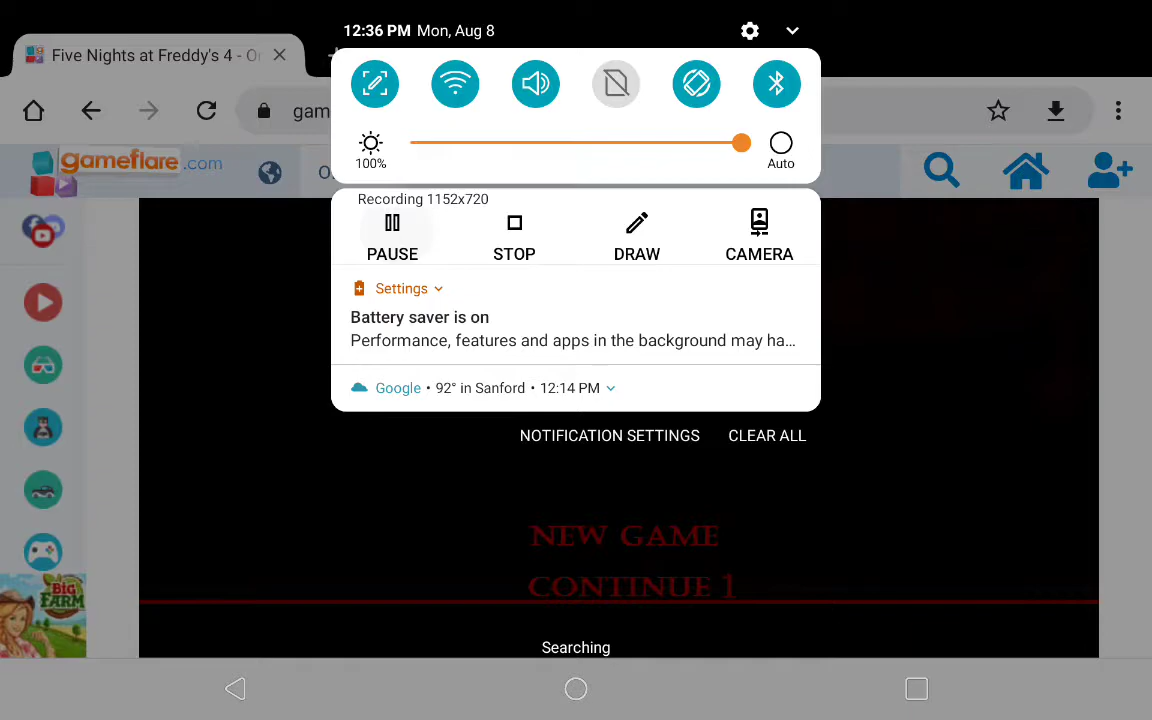 12:36 PM Mon, Aug 8
Five Nights at Freddy's 4 - O
gam
100%
Auto
gameflare.com
O
Recording 1152x720
PAUSE STOP DRAW CAMERA
Settings
Battery saver is on
Performance, features and apps in the background may ha...
Google • 92° in Sanford • 12:14 PM
NOTIFICATION SETTINGS CLEAR ALL
NEW GAME
CONTINUE 1
BIG FARM
Searching